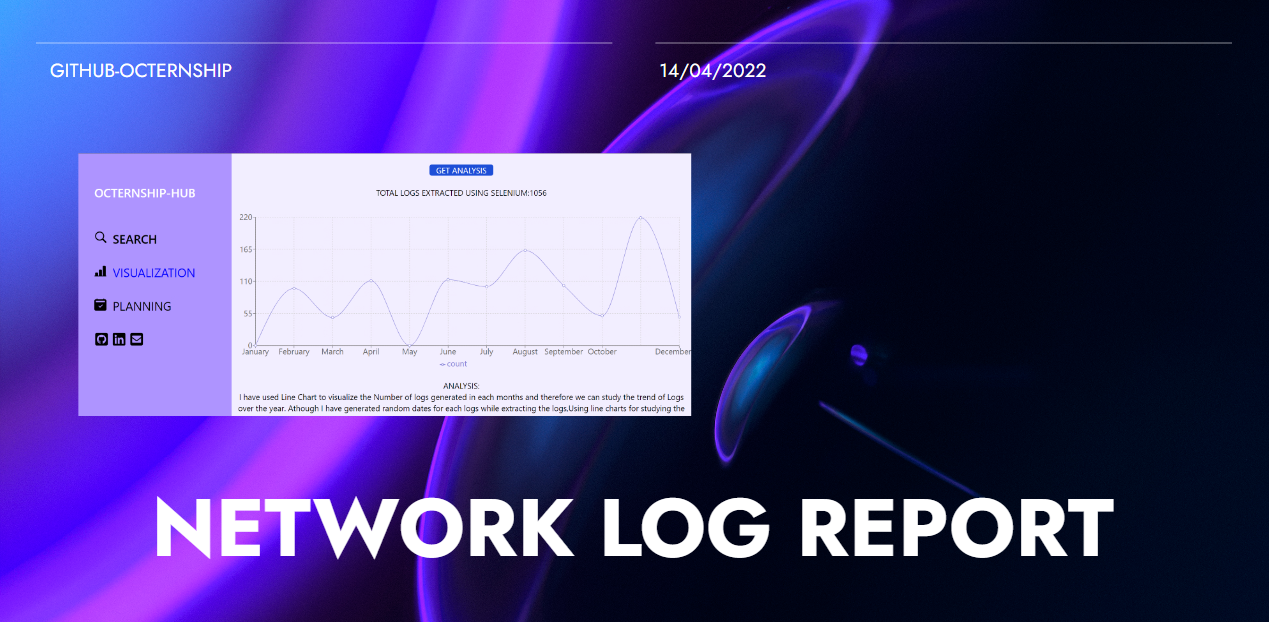 GITHUB-OCTERNSHIP
14/04/2022
OCTERNSHIP-HUB
SEARCH
VISUALIZATION
PLANNING
GET ANALYSIS
TOTAL LOGS EXTRACTED USING SELENIUM:1056
220
165
110
55
0
January February March April May June July August September October December
count
ANALYSIS:
I have used Line Chart to visualize the Number of logs generated in each months and therefore we can study the trend of Logs
over the year. Athough I have generated random dates for each logs while extracting the logs.Using line charts for studying the
NETWORK LOG REPORT